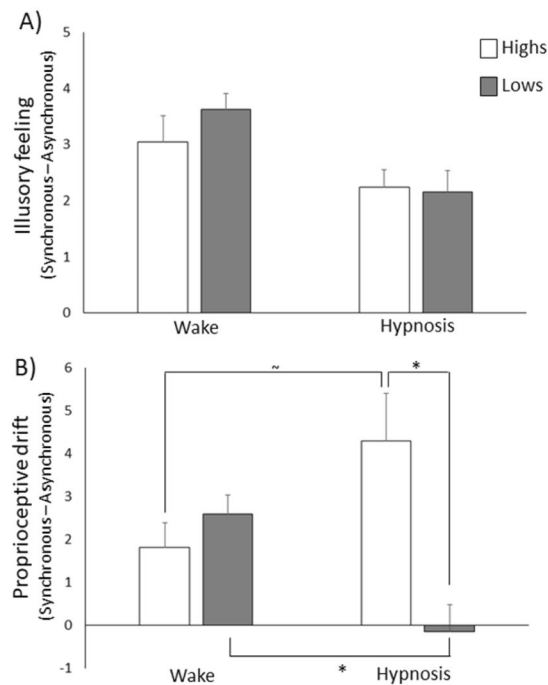 A)
Highs
Lows
Illusory feeling
(Synchronous–Asynchronous)
5
4
3
2
1
0
Wake
Hypnosis
B)
Proprioceptive drift
(Synchronous–Asynchronous)
6
5
4
3
2
1
0
-1
~
*
*
Wake
Hypnosis